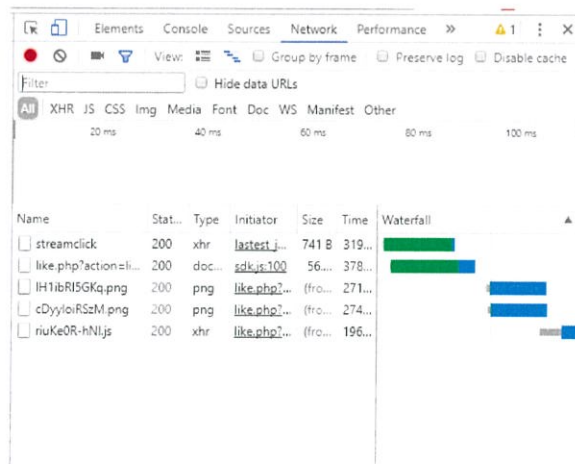 Elements Console Sources Network Performance » 1
View: Group by frame Preserve log Disable cache
Filter Hide data URLs
All XHR JS CSS Img Media Font Doc WS Manifest Other
20 ms 40 ms 60 ms 80 ms 100 ms
Name Stat... Type Initiator Size Time Waterfall
streamclick 200 xhr lastest_j... 741 B 319...
like.php?action=li... 200 doc... sdk.js:100 56.... 378...
IH1ibRI5GKq.png 200 png like.php?... (fro... 271...
cDyyloiRSzM.png 200 png like.php?... (fro... 274...
riuKe0R-hNI.js 200 xhr like.php?... (fro... 196...